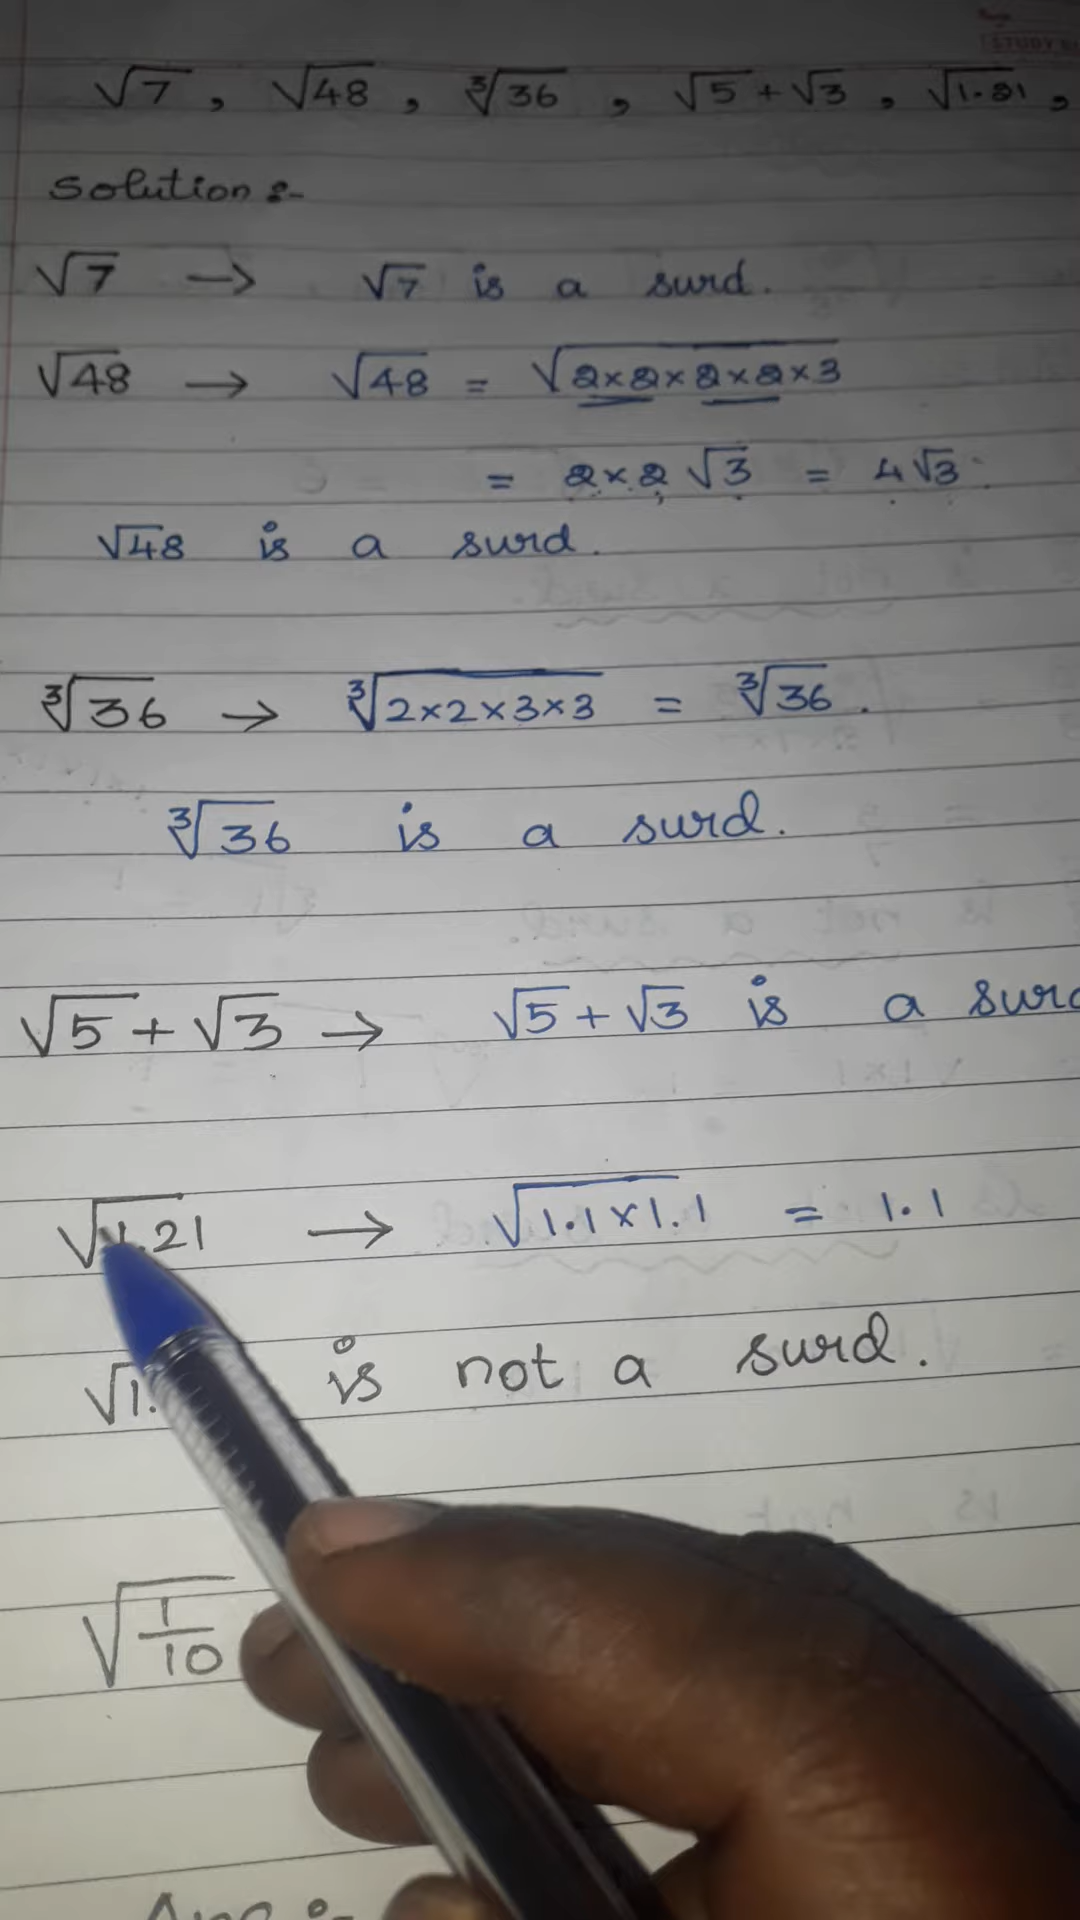 STUDY
√7 , √48 , ∛36 , √5 + √3 , √1.21 ,
Solution :-
√7 → √7 is a surd.
√48 → √48 = √2×2×2×2×3
= 2×2√3 = 4√3.
√48 is a surd.
∛36 → ∛2×2×3×3 = ∛36.
∛36 is a surd.
√5 + √3 → √5 + √3 is a surd
√1.21 → √1.1×1.1 = 1.1
√1. is not a surd.
√1/10